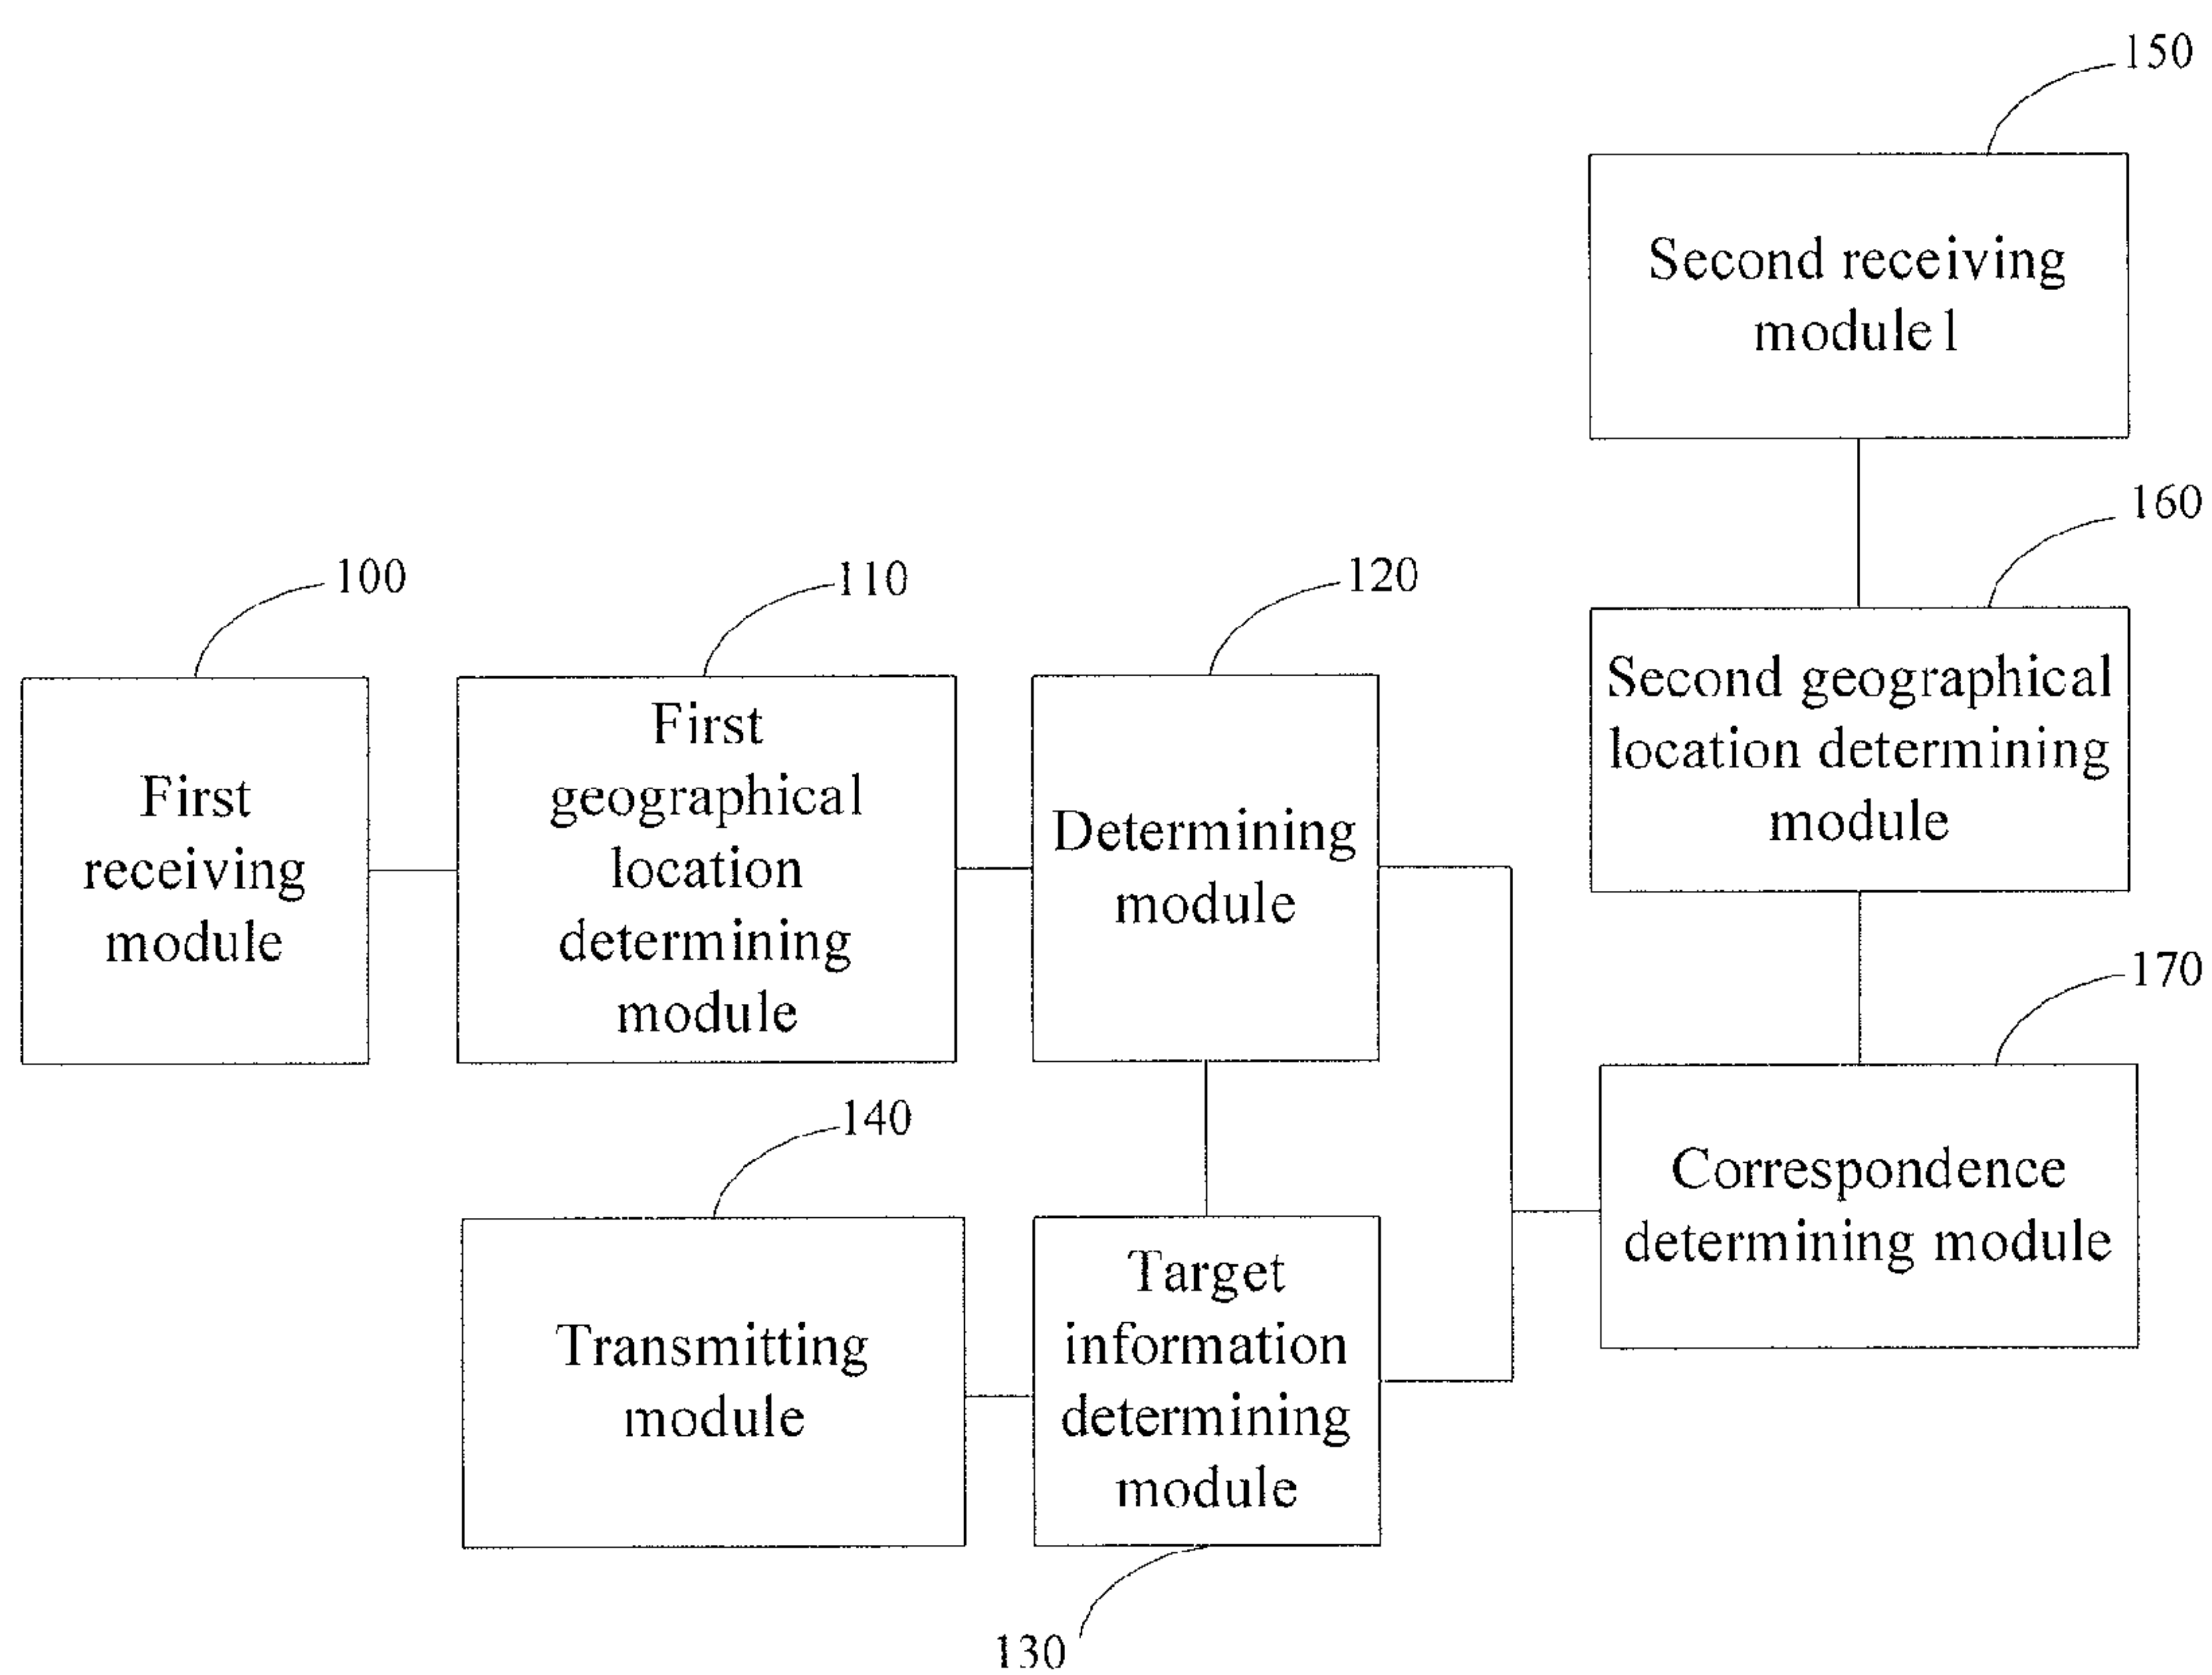 150
Second receiving
module l
160
Second geographical
location determining
module
100
First
receiving
module
110
First
geographical
location
determining
module
120
Determining
module
170
Correspondence
determining module
140
Transmitting
module
Target
information
determining
module
130